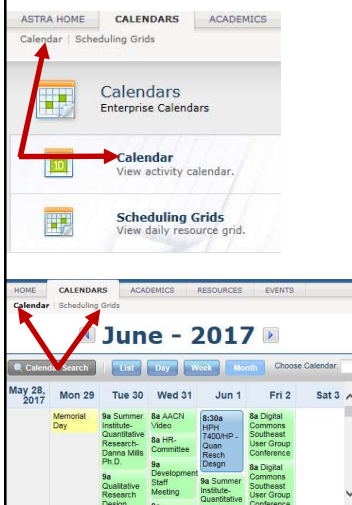 ASTRA HOME CALENDARS ACADEMICS
Calendar | Scheduling Grids
Calendars
Enterprise Calendars
10
Calendar
View activity calendar.
Scheduling Grids
View daily resource grid.
HOME CALENDARS ACADEMICS RESOURCES EVENTS
Calendar | Scheduling Grids
June - 2017
Calendar Search List Day Week Month Choose Calendar:
May 28, 2017 Mon 29 Tue 30 Wed 31 Jun 1 Fri 2 Sat 3
Memorial
Day
9a Summer
Institute-
Quantitative
Research-
Danna Mills
Ph.D.
9a
Qualitative
Research
Design
8a AACN
Video
8a HR-
Committee
9a
Development
Staff
Meeting
8:30a
HPH
7400/HP -
Quan
Resch
Desgn
9a Summer
Institute-
Quantitative
8a Digital
Commons
Southeast
User Group
Conference
8a Digital
Commons
Southeast
User Group
Conference